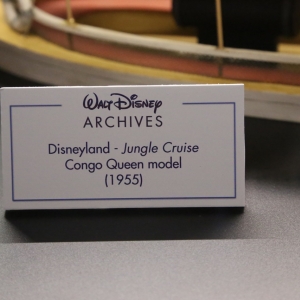 Walt Disney
ARCHIVES
Disneyland - Jungle Cruise
Congo Queen model
(1955)